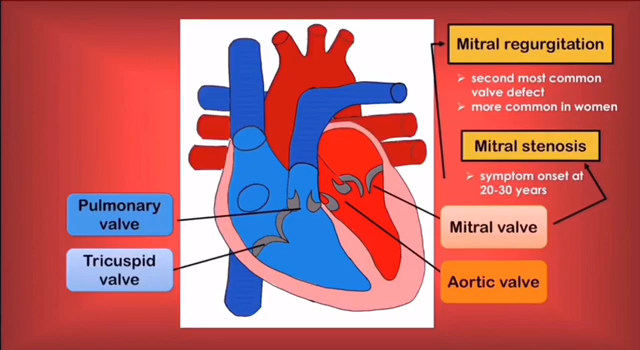 Mitral regurgitation
➢ second most common
valve defect
➢ more common in women
Mitral stenosis
➢ symptom onset at
20-30 years
Pulmonary
valve
Tricuspid
valve
Mitral valve
Aortic valve